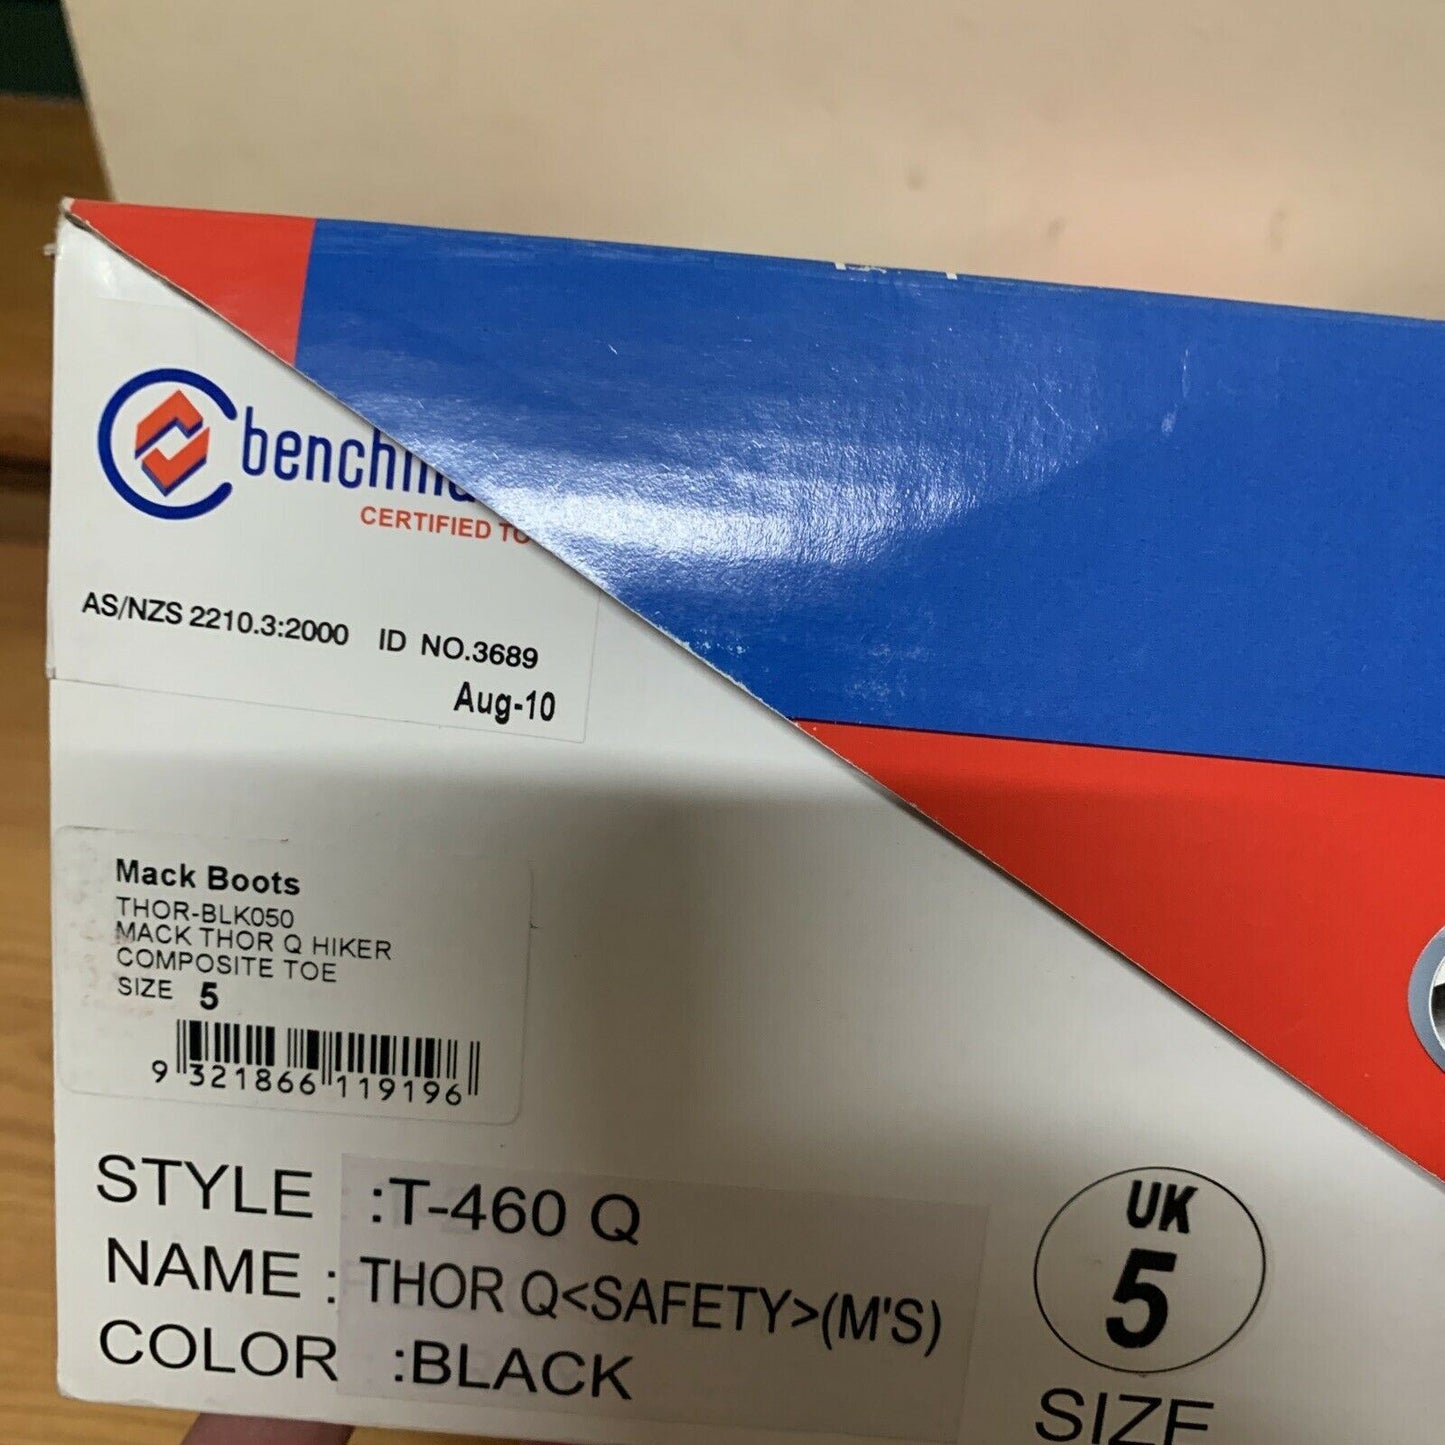 CERTIFIED TO
AS/NZS 2210.3:2000 ID NO.3689
Aug-10
Mack Boots
THOR-BLK050
MACK THOR Q HIKER
COMPOSITE TOE
SIZE 5
9 321866 119196
STYLE :T-460 Q
NAME : THOR Q<SAFETY>(M'S)
COLOR :BLACK
UK
5
SIZE